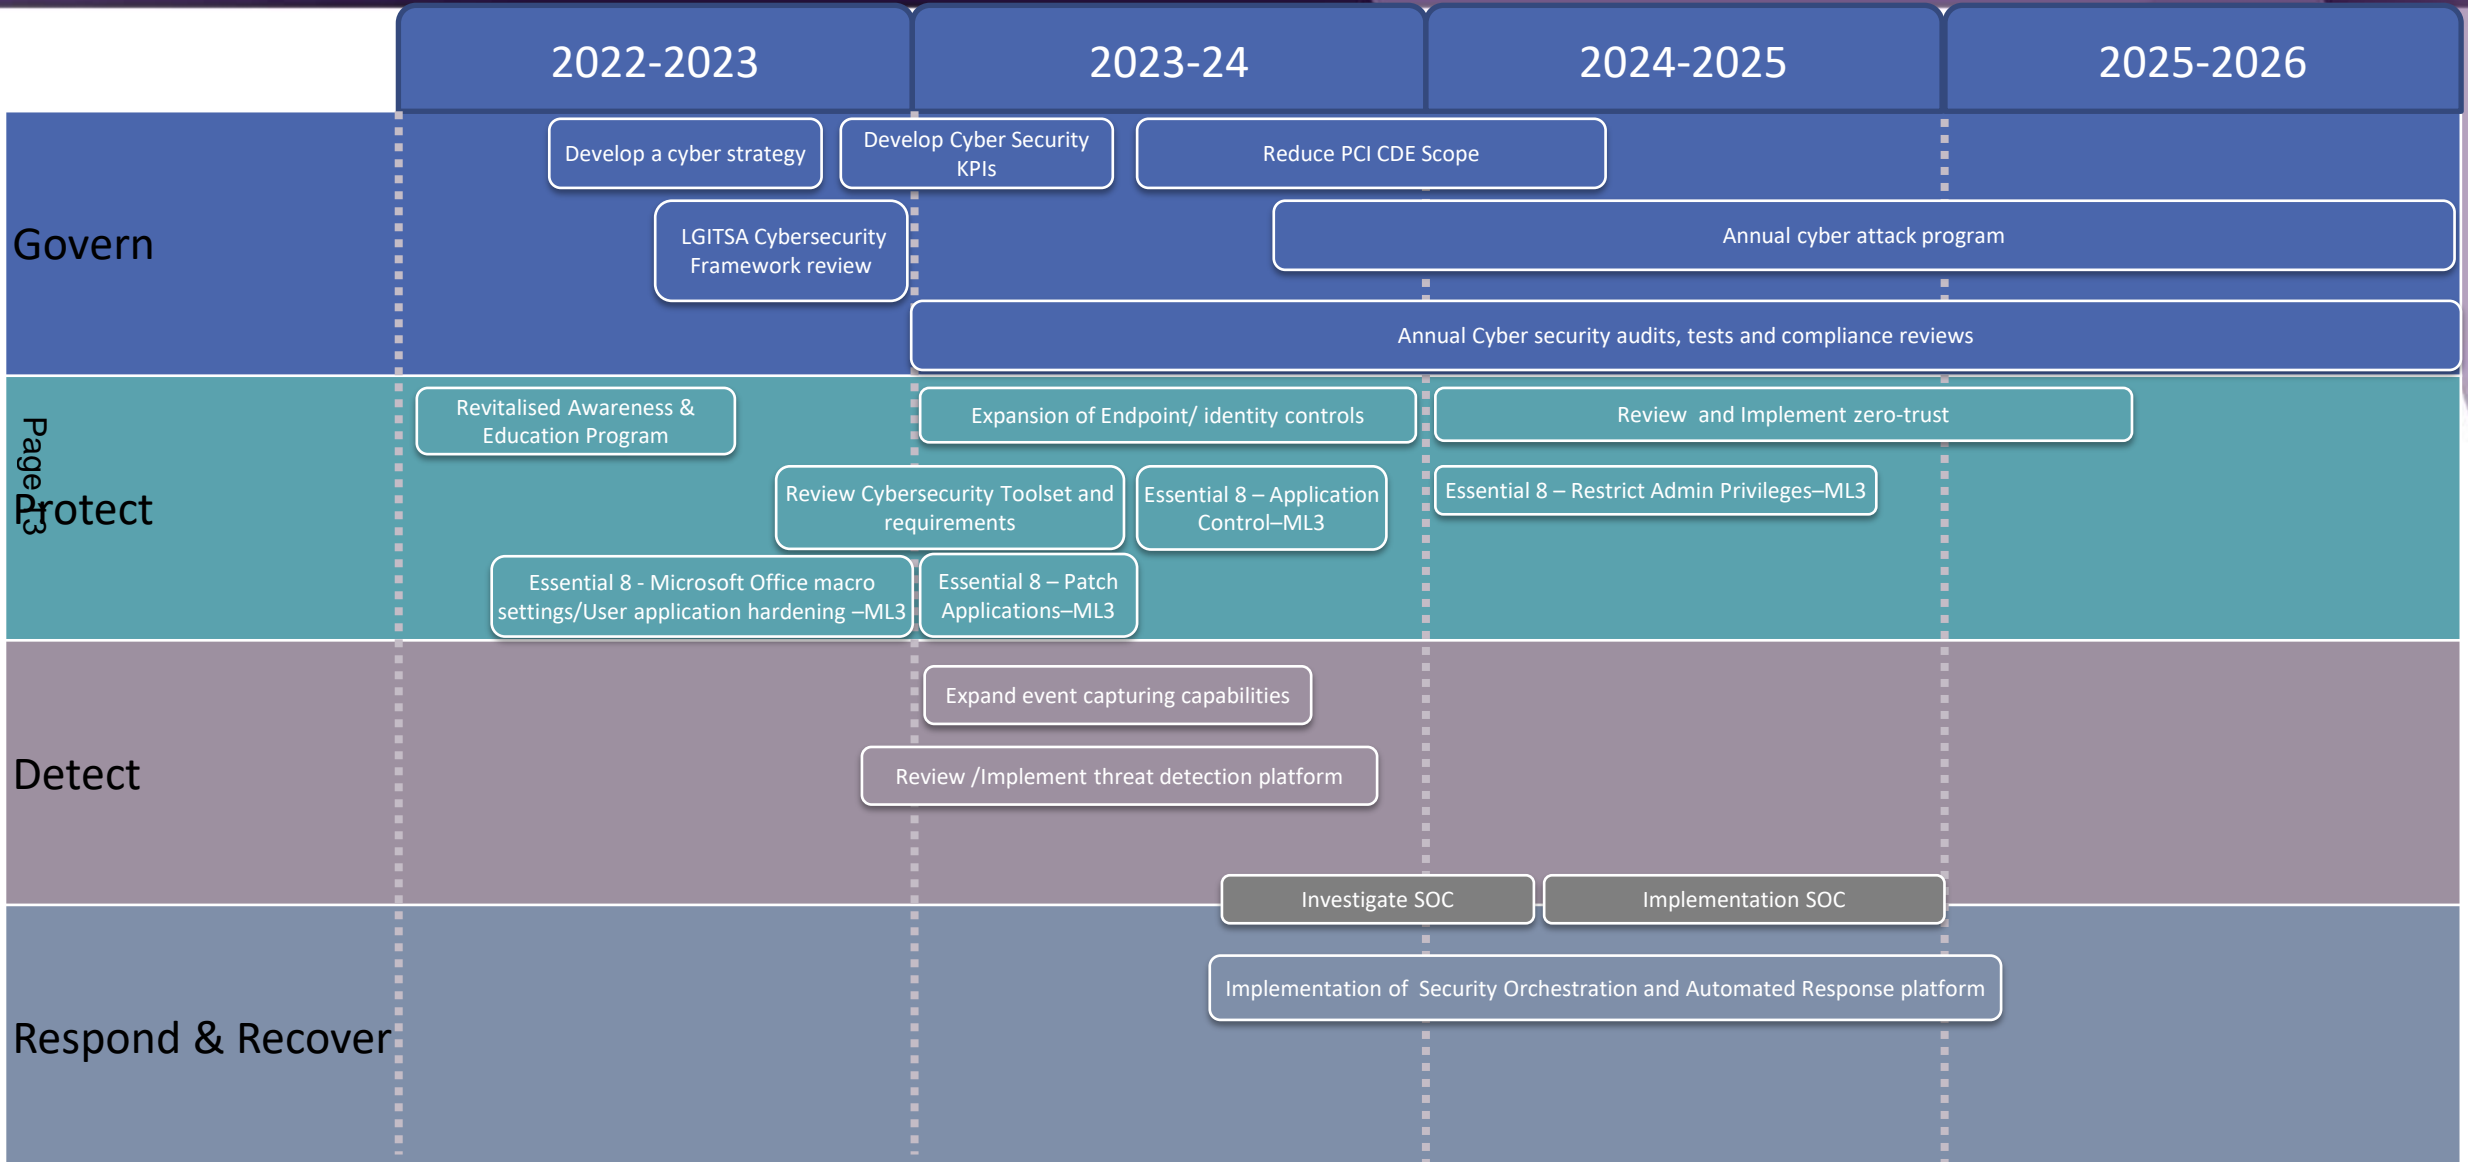 2022-2023
2023-24
2024-2025
2025-2026
Govern
Develop a cyber strategy
Develop Cyber Security
KPIs
Reduce PCI CDE Scope
LGITSA Cybersecurity
Framework review
Annual cyber attack program
Annual Cyber security audits, tests and compliance reviews
Page 13
Protect
Revitalised Awareness &
Education Program
Expansion of Endpoint/ identity controls
Review  and Implement zero-trust
Review Cybersecurity Toolset and
requirements
Essential 8 – Application
Control–ML3
Essential 8 – Restrict Admin Privileges–ML3
Essential 8 - Microsoft Office macro
settings/User application hardening –ML3
Essential 8 – Patch
Applications–ML3
Detect
Expand event capturing capabilities
Review /Implement threat detection platform
Investigate SOC
Implementation SOC
Respond & Recover
Implementation of  Security Orchestration and Automated Response platform